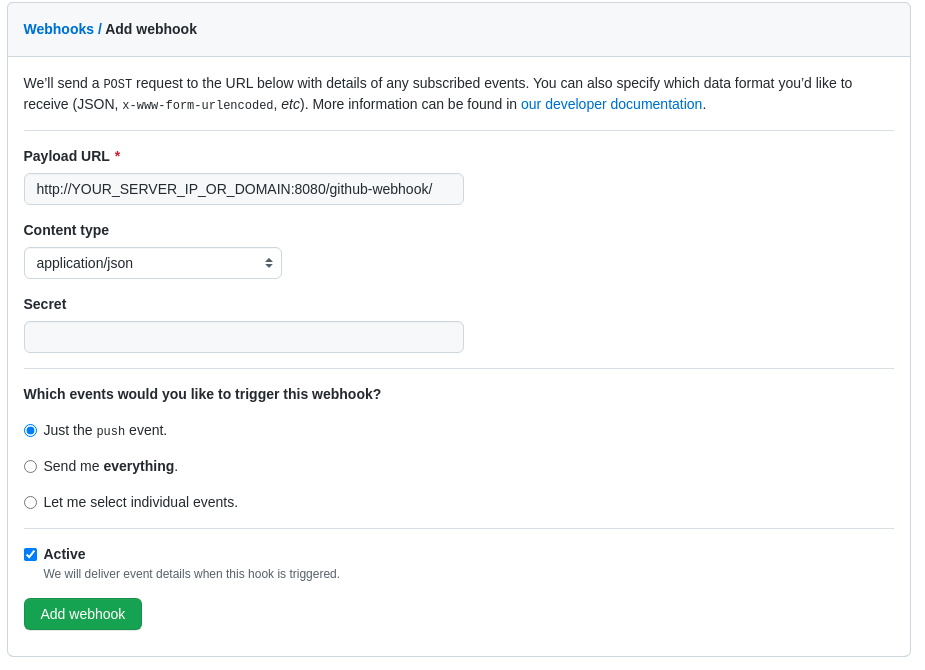 Webhooks / Add webhook
We'll send a POST request to the URL below with details of any subscribed events. You can also specify which data format you'd like to
receive (JSON, x-www-form-urlencoded, etc). More information can be found in our developer documentation.
Payload URL *
http://YOUR_SERVER_IP_OR_DOMAIN:8080/github-webhook/
Content type
application/json
Secret
Which events would you like to trigger this webhook?
Just the push event.
Send me everything.
Let me select individual events.
Active
We will deliver event details when this hook is triggered.
Add webhook